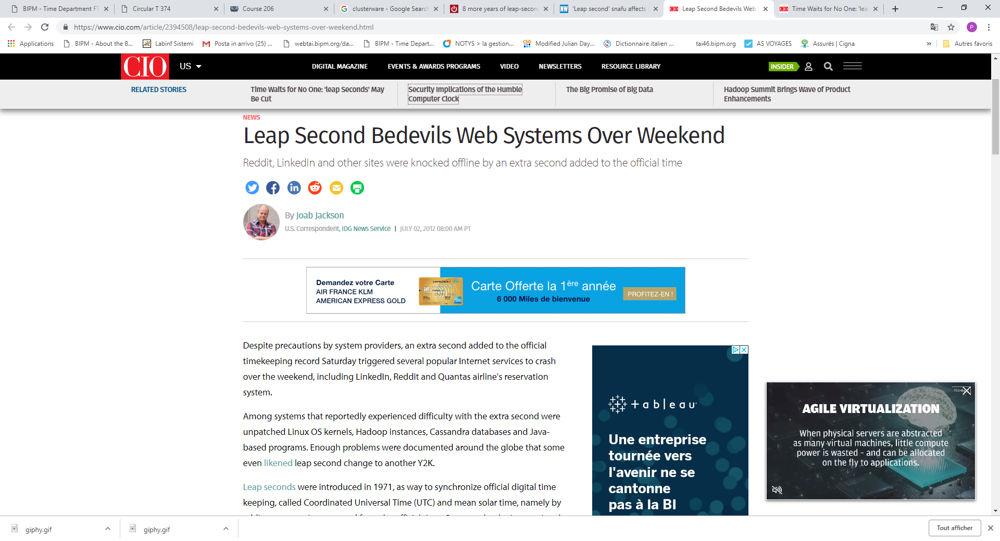 BIPM - Time Department FT
Circular T 374
Course 206
clusterware - Google Search
8 more years of leap-secon
'Leap second' snafu affects
Leap Second Bedevils Web
Time Waits for No One: 'lea
https://www.cio.com/article/2394508/leap-second-bedevils-web-systems-over-weekend.html
P
Applications
BIPM - About the B...
Labinf Sistemi
Posta in arrivo (25) ...
webtai.bipm.org/da...
BIPM - Time Depart...
NOTYS > la gestion...
Modified Julian Day...
Dictionnaire italien ...
tai46.bipm.org
AS VOYAGES
Assurés | Cigna
»
Autres favoris
CIO
US
DIGITAL MAGAZINE
EVENTS & AWARDS PROGRAMS
VIDEO
NEWSLETTERS
RESOURCE LIBRARY
INSIDER
RELATED STORIES
Time Waits for No One: 'leap Seconds' May
Be Cut
Security Implications of the Humble
Computer Clock
The Big Promise of Big Data
Hadoop Summit Brings Wave of Product
Enhancements
NEWS
Leap Second Bedevils Web Systems Over Weekend
Reddit, LinkedIn and other sites were knocked offline by an extra second added to the official time
By Joab Jackson
U.S. Correspondent, IDG News Service | JULY 02, 2012 08:00 AM PT
Demandez votre Carte
AIR FRANCE KLM
AMERICAN EXPRESS GOLD
Carte Offerte la 1ère année
6 000 Miles de bienvenue
PROFITEZ-EN !
Despite precautions by system providers, an extra second added to the official
timekeeping record Saturday triggered several popular Internet services to crash
over the weekend, including LinkedIn, Reddit and Quantas airline's reservation
system.
Among systems that reportedly experienced difficulty with the extra second were
unpatched Linux OS kernels, Hadoop instances, Cassandra databases and Java-
based programs. Enough problems were documented around the globe that some
even likened leap second change to another Y2K.
Leap seconds were introduced in 1971, as way to synchronize official digital time
keeping, called Coordinated Universal Time (UTC) and mean solar time, namely by
tableau
Une entreprise
tournée vers
l'avenir ne se
cantonne
pas à la BI
AGILE VIRTUALIZATION
When physical servers are abstracted
as many virtual machines, little compute
power is wasted - and can be allocated
on the fly to applications.
giphy.gif
giphy.gif
Tout afficher